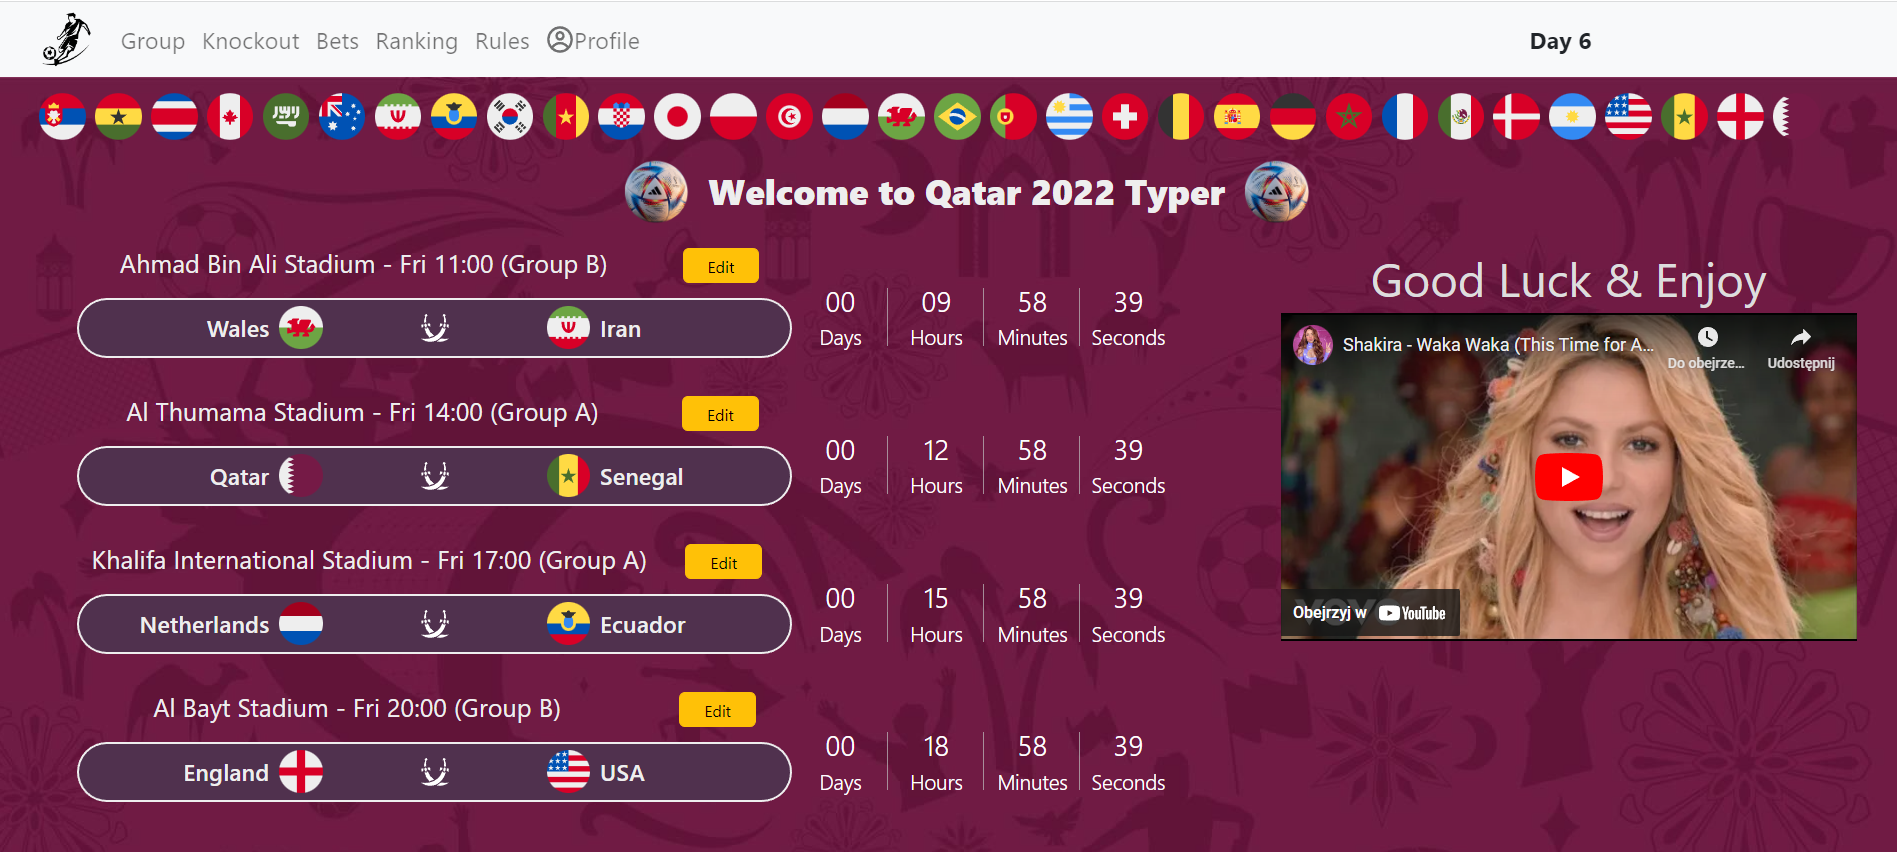 Group Knockout Bets Ranking Rules Profile Day 6
Welcome to Qatar 2022 Typer
Ahmad Bin Ali Stadium - Fri 11:00 (Group B) Edit
Wales Iran
00 09 58 39
Days Hours Minutes Seconds
Al Thumama Stadium - Fri 14:00 (Group A) Edit
Qatar Senegal
00 12 58 39
Days Hours Minutes Seconds
Khalifa International Stadium - Fri 17:00 (Group A) Edit
Netherlands Ecuador
00 15 58 39
Days Hours Minutes Seconds
Al Bayt Stadium - Fri 20:00 (Group B) Edit
England USA
00 18 58 39
Days Hours Minutes Seconds
Good Luck & Enjoy
Shakira - Waka Waka (This Time for A...
Do obejrze... Udostępnij
Obejrzyj w YouTube